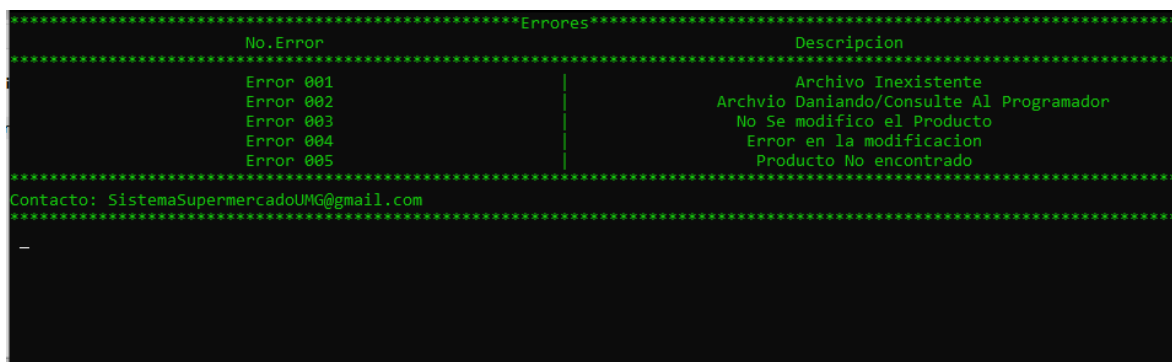 ****************************************************Errores************************************************************
No.Error Descripcion
************************************************************************************************************************
Error 001 | Archivo Inexistente
Error 002 | Archvio Daniando/Consulte Al Programador
Error 003 | No Se modifico el Producto
Error 004 | Error en la modificacion
Error 005 | Producto No encontrado
************************************************************************************************************************
Contacto: SistemaSupermercadoUMG@gmail.com
************************************************************************************************************************